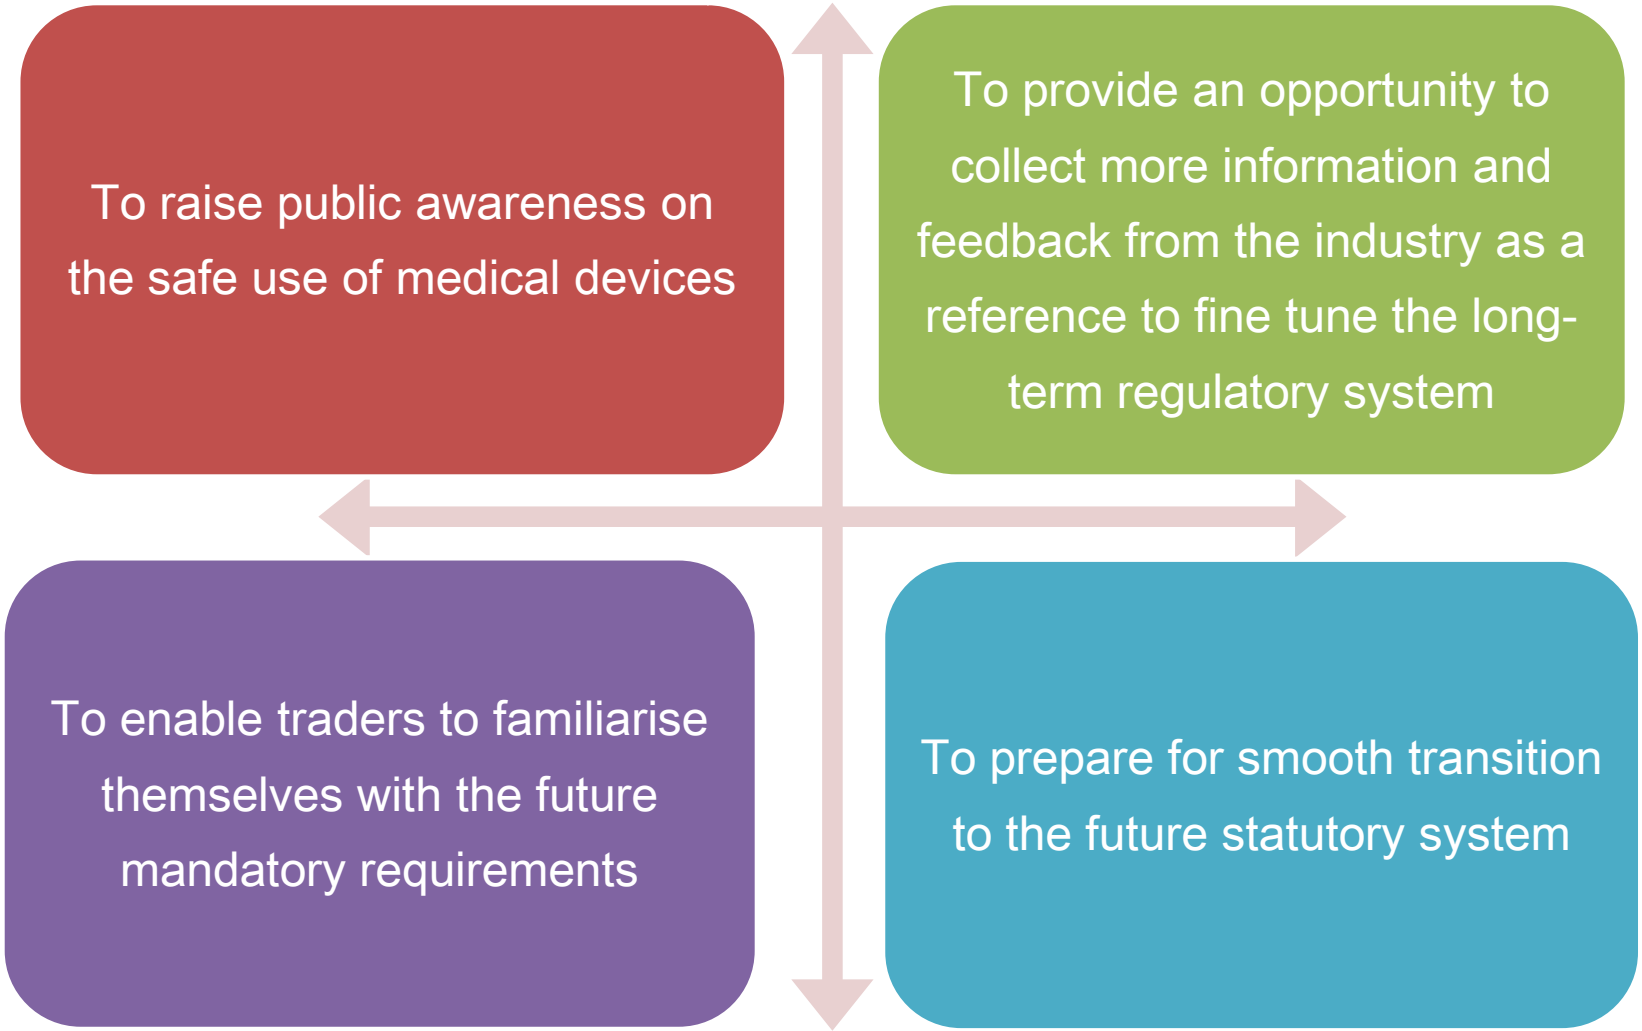 To raise public awareness on
the safe use of medical devices
To provide an opportunity to
collect more information and
feedback from the industry as a
reference to fine tune the long-
term regulatory system
To enable traders to familiarise
themselves with the future
mandatory requirements
To prepare for smooth transition
to the future statutory system